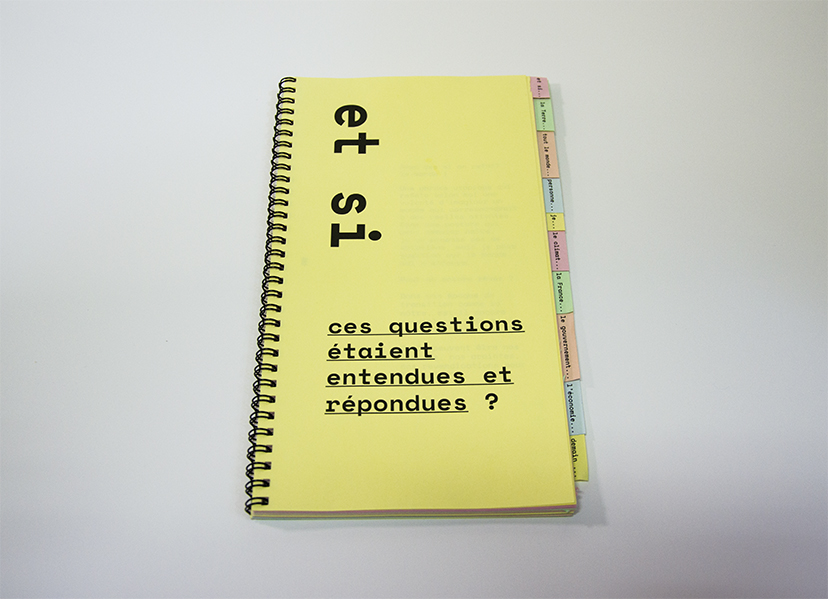 et si
ces questions
étaient
entendues et
répondues ?
et si...
la Terre...
tout le monde...
personne...
je...
le climat...
la France...
le gouvernement...
l'économie...
demain...